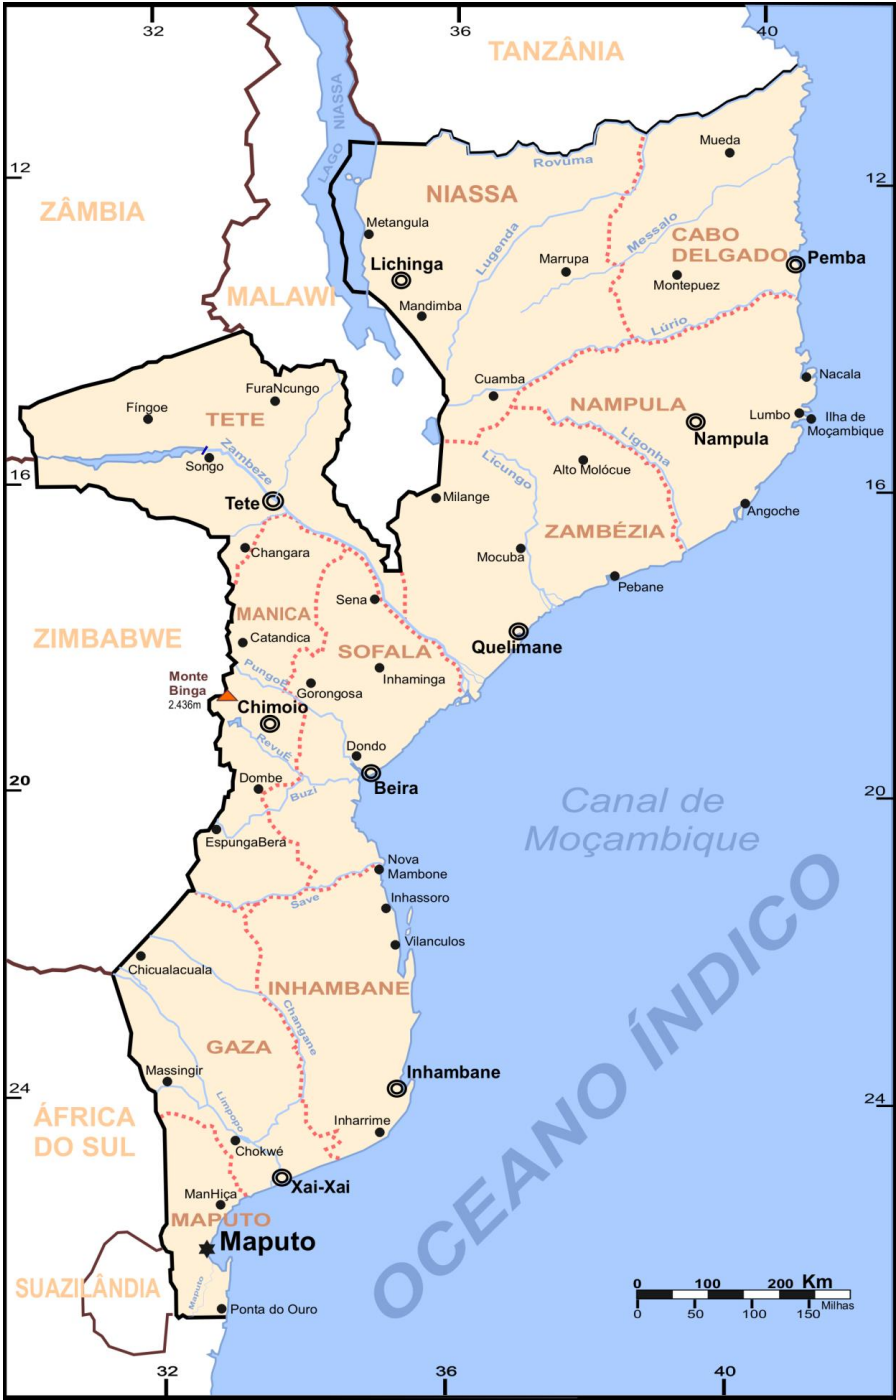 32
36
40
TANZÂNIA
LAGO NIASSA
12
12
Mueda
Rovuma
NIASSA
ZÂMBIA
Metangula
Lugenda
Messalo
CABO
DELGADO
Pemba
Lichinga
Marrupa
Montepuez
MALAWI
Mandimba
Lúrio
Cuamba
Nacala
FuraNcungo
Fíngoe
TETE
NAMPULA
Lumbo
Ilha de
Moçambique
Nampula
Ligonha
Zambeze
Songo
Licungo
Alto Molócue
16
16
Tete
Milange
Angoche
ZAMBÉZIA
Changara
Mocuba
Pebane
Sena
MANICA
ZIMBABWE
Catandica
SOFALA
Quelimane
Monte
Binga
2.436m
Pungoé
Inhaminga
Gorongosa
Chimoio
RevuÉ
Dondo
20
Dombe
Buzi
Beira
20
Canal de
Moçambique
EspungaBera
Nova
Mambone
Save
Inhassoro
Vilanculos
Chicualacuala
INHAMBANE
Changane
GAZA
OCEANO ÍNDICO
Massingir
Inhambane
24
24
ÁFRICA
DO SUL
Limpopo
Inharrime
Chokwé
Xai-Xai
ManHiça
MAPUTO
Maputo
SUAZILÂNDIA
Maputo
Ponta do Ouro
0 100 200 Km
0 50 100 150 Milhas
32
36
40